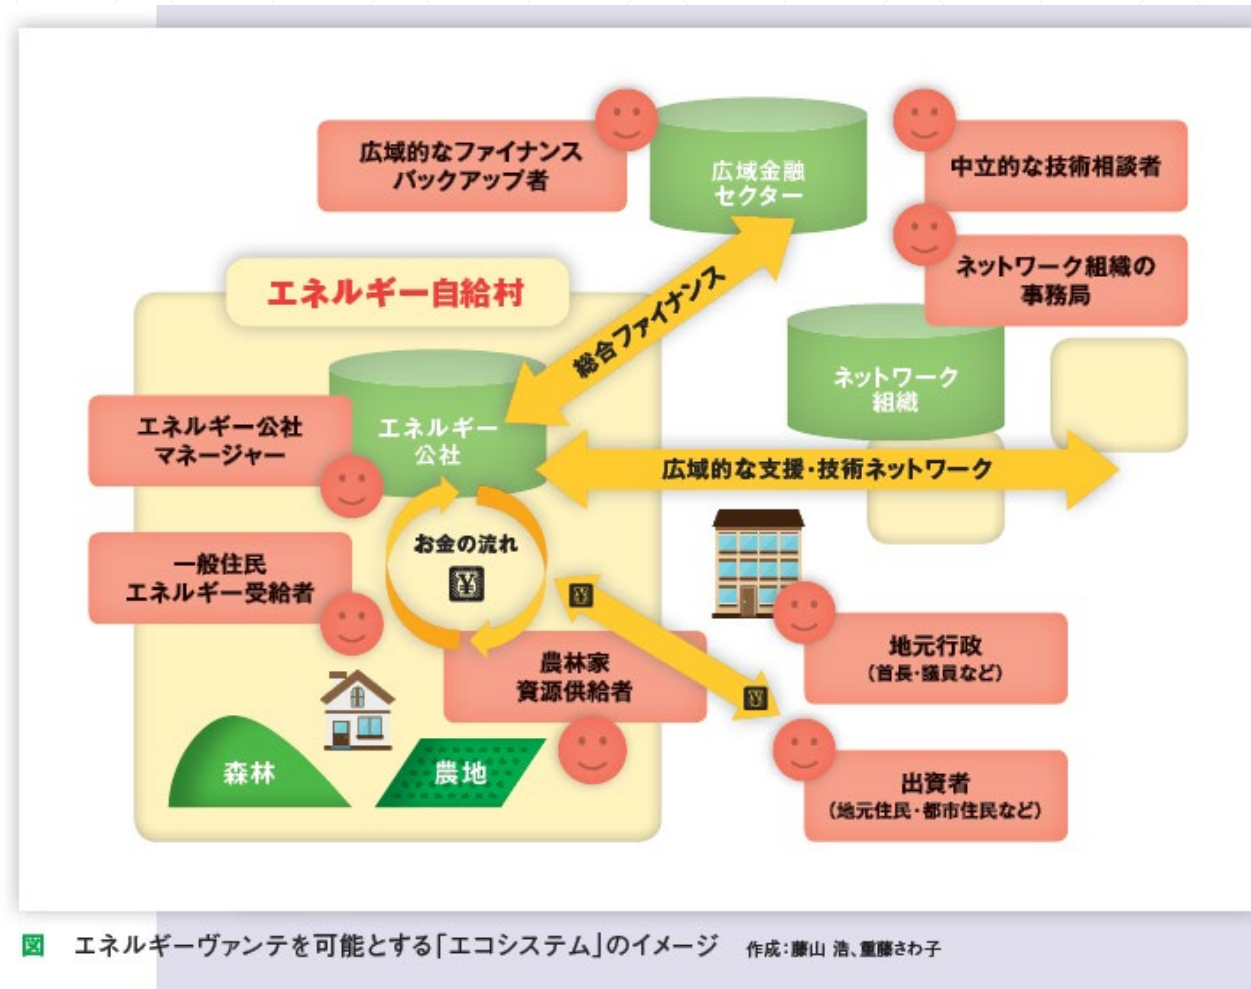 広域的なファイナンス
バックアップ者
広域金融
セクター
中立的な技術相談者
ネットワーク組織の
事務局
エネルギー自給村
総合ファイナンス
ネットワーク
組織
エネルギー公社
マネージャー
エネルギー
公社
広域的な支援・技術ネットワーク
お金の流れ
¥
一般住民
エネルギー受給者
¥
農林家
資源供給者
¥
地元行政
(首長・議員など)
森林
農地
出資者
(地元住民・都市住民など)
図 エネルギーヴァンデを可能とする「エコシステム」のイメージ 作成:藤山 浩、重藤さわ子